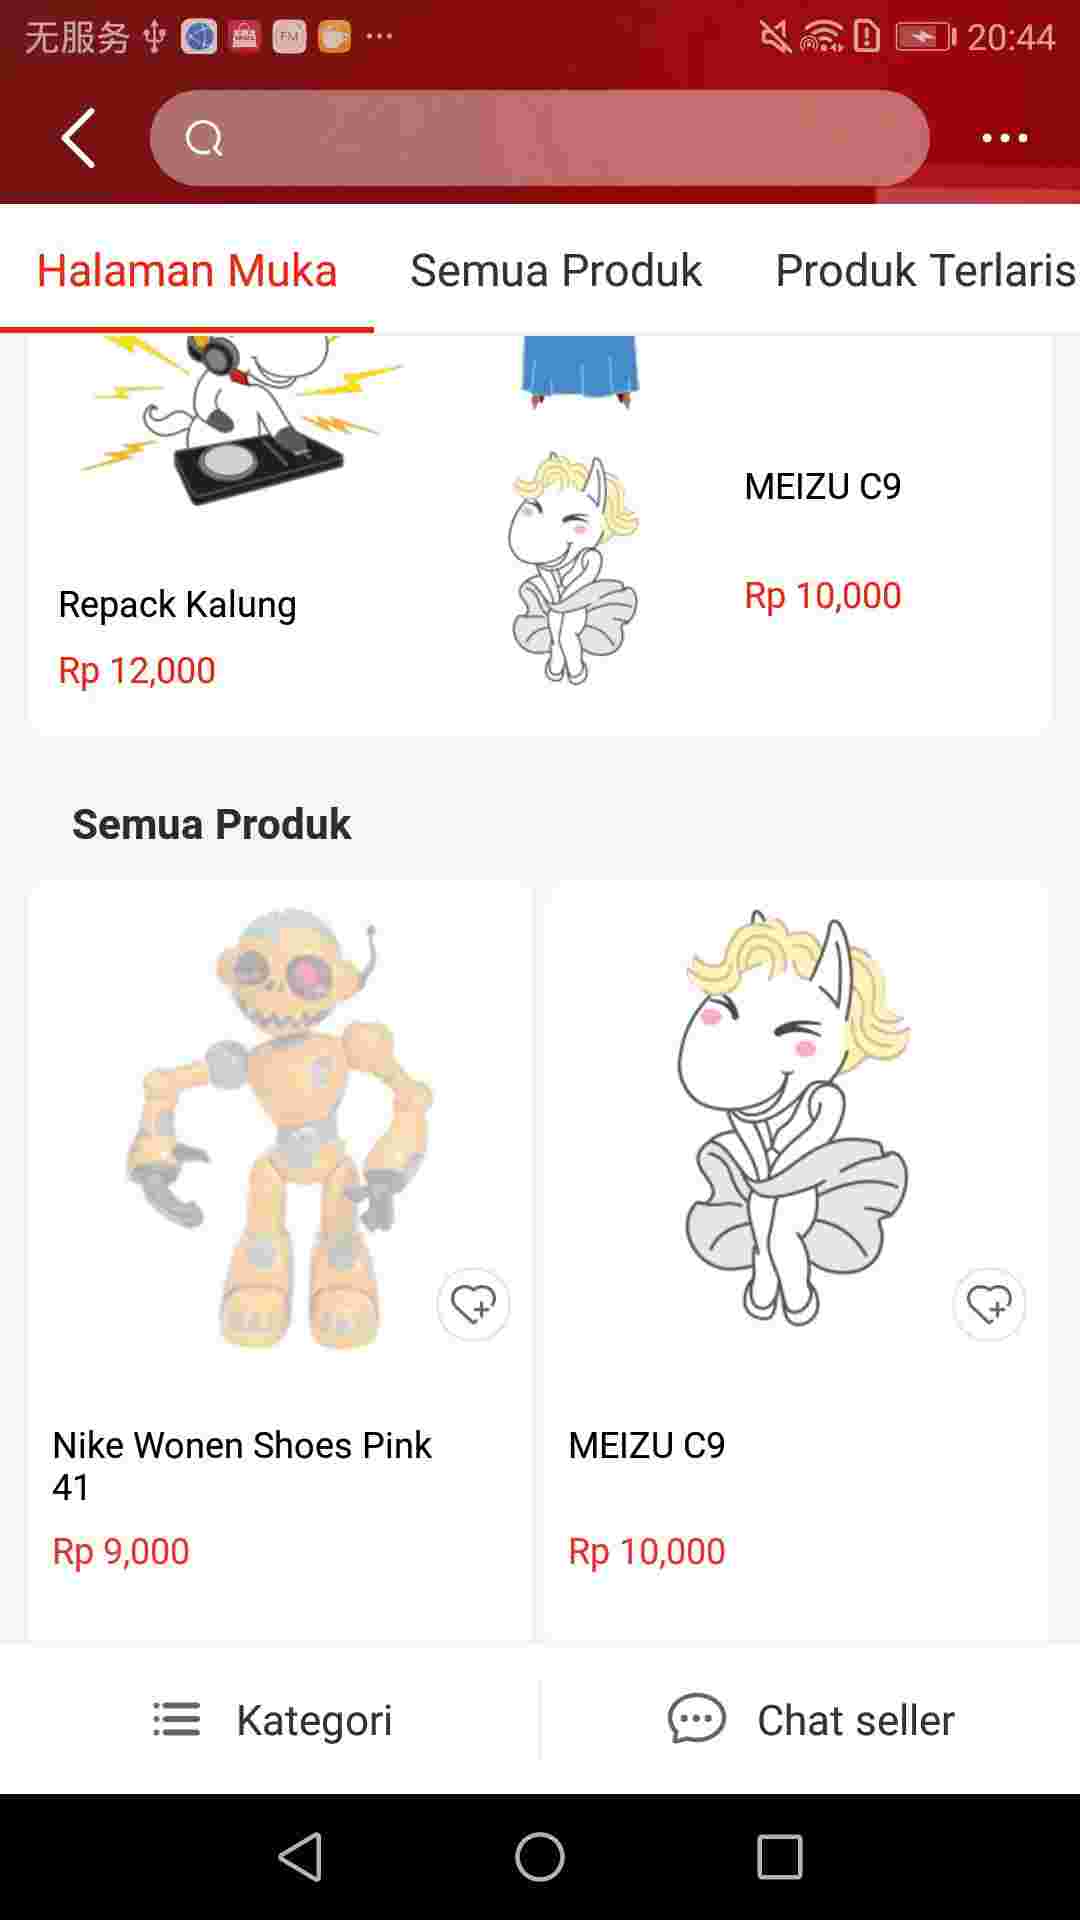 无服务 FM 20:44
Halaman Muka Semua Produk Produk Terlaris
MEIZU C9
Rp 10,000
Repack Kalung
Rp 12,000
Semua Produk
Nike Wonen Shoes Pink
41
Rp 9,000
MEIZU C9
Rp 10,000
Kategori
Chat seller